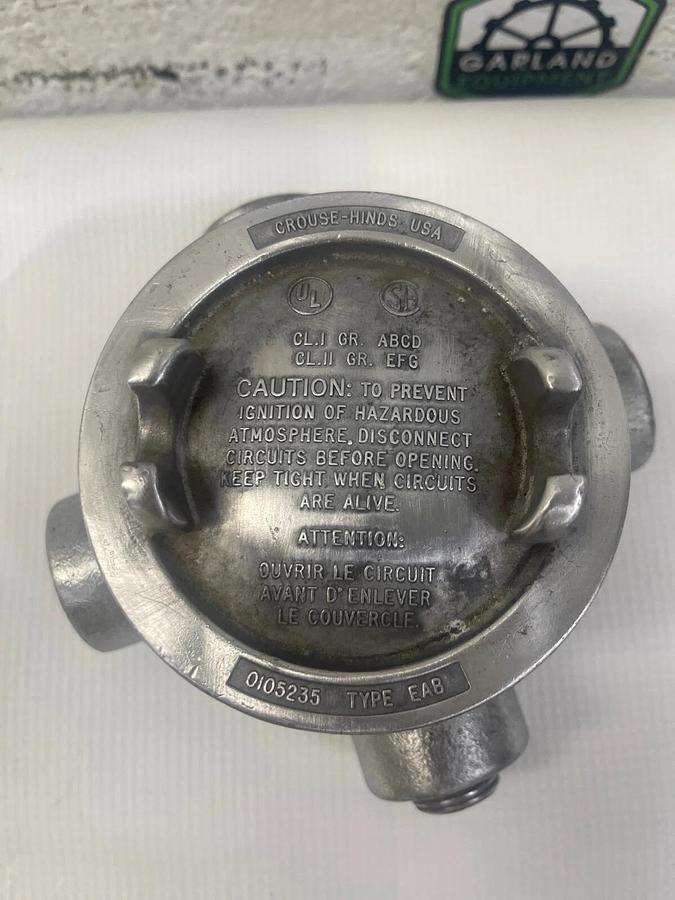 GAPLAND
EQUIPMENT
CROUSE-HINDS USA
UL SA
CL.I GR. ABCD
CL.II GR. EFG
CAUTION: TO PREVENT
IGNITION OF HAZARDOUS
ATMOSPHERE, DISCONNECT
CIRCUITS BEFORE OPENING.
KEEP TIGHT WHEN CIRCUITS
ARE ALIVE.
ATTENTION:
OUVRIR LE CIRCUIT
AVANT D'ENLEVER
LE COUVERCLE.
0105235 TYPE EAB